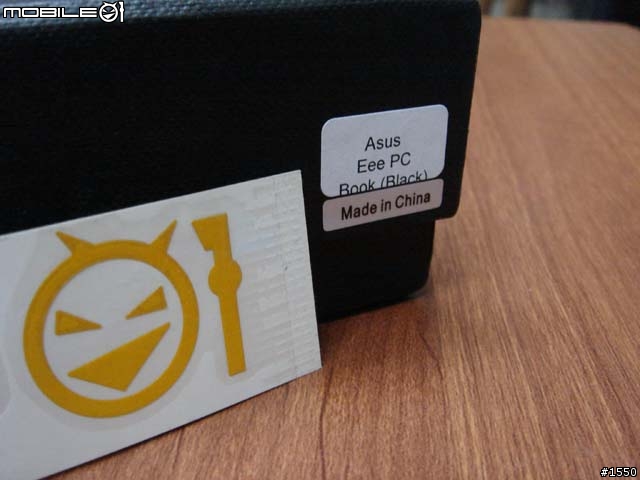 MOBILE01
Asus
Eee PC
Book (Black)
Made in China
#1550